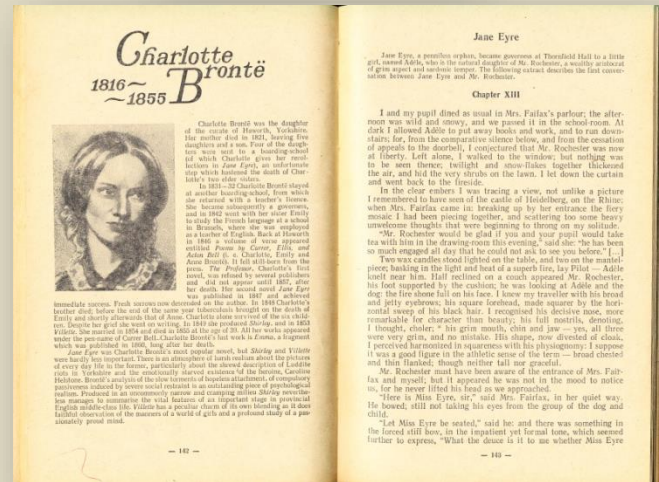 Charlotte
Brontë
1816~
~1855
Charlotte Brontë was the daughter
of the curate of Haworth, Yorkshire.
Her mother died in 1821, leaving five
daughters and a son. Four of the daugh-
ters were sent to a boarding-school
(of which Charlotte gives her recol-
lections in Jane Eyre), an unfortunate
step which hastened the death of Char-
lotte's two elder sisters.
In 1831—32 Charlotte Brontë stayed
at another boarding-school, from which
she returned with a teacher's licence.
She became subsequently a governess,
and in 1842 went with her sister Emily
to study the French language at a school
in Brussels, where she was employed
as a teacher of English. Back at Haworth
in 1846 a volume of verse appeared
entitled Poems by Currer, Ellis, and
Acton Bell (i. e. Charlotte, Emily and
Anne Brontë). It fell still-born from the
press. The Professor, Charlotte's first
novel, was refused by several publishers
and did not appear until 1857, after
her death. Her second novel Jane Eyre
was published in 1847 and achieved
immediate success. Fresh sorrows now descended on the author. In 1848 Charlotte's
brother died; before the end of the same year tuberculosis brought on the death of
Emily and shortly afterwards that of Anne. Charlotte alone survived of the six child-
ren. Despite her grief she went on writing. In 1849 she produced Shirley, and in 1853
Villette. She married in 1854 and died in 1855 at the age of 39. All her works appeared
under the pen-name of Currer Bell. Charlotte Brontë's last work is Emma, a fragment
which was published in 1860, long after her death.
Jane Eyre was Charlotte Brontë's most popular novel, but Shirley and Villette
were hardly less important. There is an atmosphere of harsh realism about the pictures
of every day life in the former, particularly about the shrewd description of Luddite
riots in Yorkshire and the emotionally starved existence of the heroine, Caroline
Helstone. Brontë's analysis of the slow torments of hopeless attachment, of compulsory
passiveness induced by severe social restraint is an outstanding piece of psychological
realism. Produced in an uncommonly narrow and cramping milieu Shirley neverthe-
less manages to summarise the vital features of an important stage in provincial
English middle-class life. Villette has a peculiar charm of its own blending as it does
faithful observation of the manners of a world of girls and a profound study of a pas-
sionately proud mind.
— 142 —
Jane Eyre
Jane Eyre, a penniless orphan, became governess at Thornfield Hall to a little
girl, named Adèle, who is the natural daughter of Mr. Rochester, a wealthy aristocrat
of grim aspect and sardonic temper. The following extract describes the first conver-
sation between Jane Eyre and Mr. Rochester.
Chapter XIII
I and my pupil dined as usual in Mrs. Failax's parlour; the after-
noon was wild and snowy, and we passed it in the school-room. At
dark I allowed Adèle to put away books and work, and to run down-
stairs; for, from the comparative silence below, and from the cessation
of appeals to the doorbell, I conjectured that Mr. Rochester was now
at liberty. Left alone, I walked to the window; but nothing was
to be seen thence; twilight and snow-flakes together thickened
the air, and hid the very shrubs on the lawn. I let down the curtain
and went back to the fireside.
In the clear embers I was tracing a view, not unlike a picture
I remembered to have seen of the castle of Heidelberg, on the Rhine:
when Mrs. Fairfax came in: breaking up by her entrance the fiery
mosaic I had been piecing together, and scattering too some heavy
unwelcome thoughts that were beginning to throng on my solitude.
"Mr. Rochester would be glad if you and your pupil would take
tea with him in the drawing-room this evening," said she: "he has been
so much engaged all day that he could not ask to see you before." [—]
Two wax candles stood lighted on the table, and two on the mantel-
piece; basking in the light and heat of a superb fire, lay Pilot — Adèle
knelt near him. Half reclined on a couch appeared Mr. Rochester,
his foot supported by the cushion; he was looking at Adèle and the
dog: the fire shone full on his face. I knew my traveller with his broad
and jetty eyebrows; his square forehead, made squarer by the hori-
zontal sweep of his black hair. I recognised his decisive nose, more
remarkable for character than beauty; his full nostrils, denoting,
I thought, choler; his grim mouth, chin and jaw — yes, all three
were very grim, and no mistake. His shape, now divested of cloak,
I perceived harmonised in squareness with his physiognomy: I suppose
it was a good figure in the athletic sense of the term — broad chested
and thin flanked; though neither tall nor graceful.
Mr. Rochester must have been aware of the entrance of Mrs. Fair-
fax and myself; but it appeared he was not in the mood to notice
us, for he never lifted his head as we approached.
"Here is Miss Eyre, sir," said Mrs. Fairfax, in her quiet way.
He bowed, still not taking his eyes from the group of the dog and
child.
"Let Miss Eyre be seated," said he: and there was something in
the forced stiff bow, in the impatient yet formal tone, which seemed
further to express, "What the deuce is it to me whether Miss Eyre
— 143 —